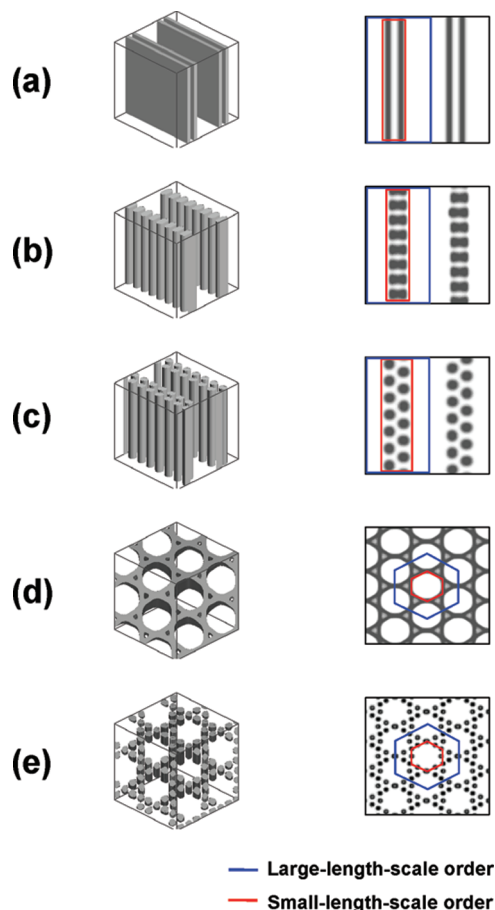 (a)
(b)
(c)
(d)
(e)
Large-length-scale order
Small-length-scale order